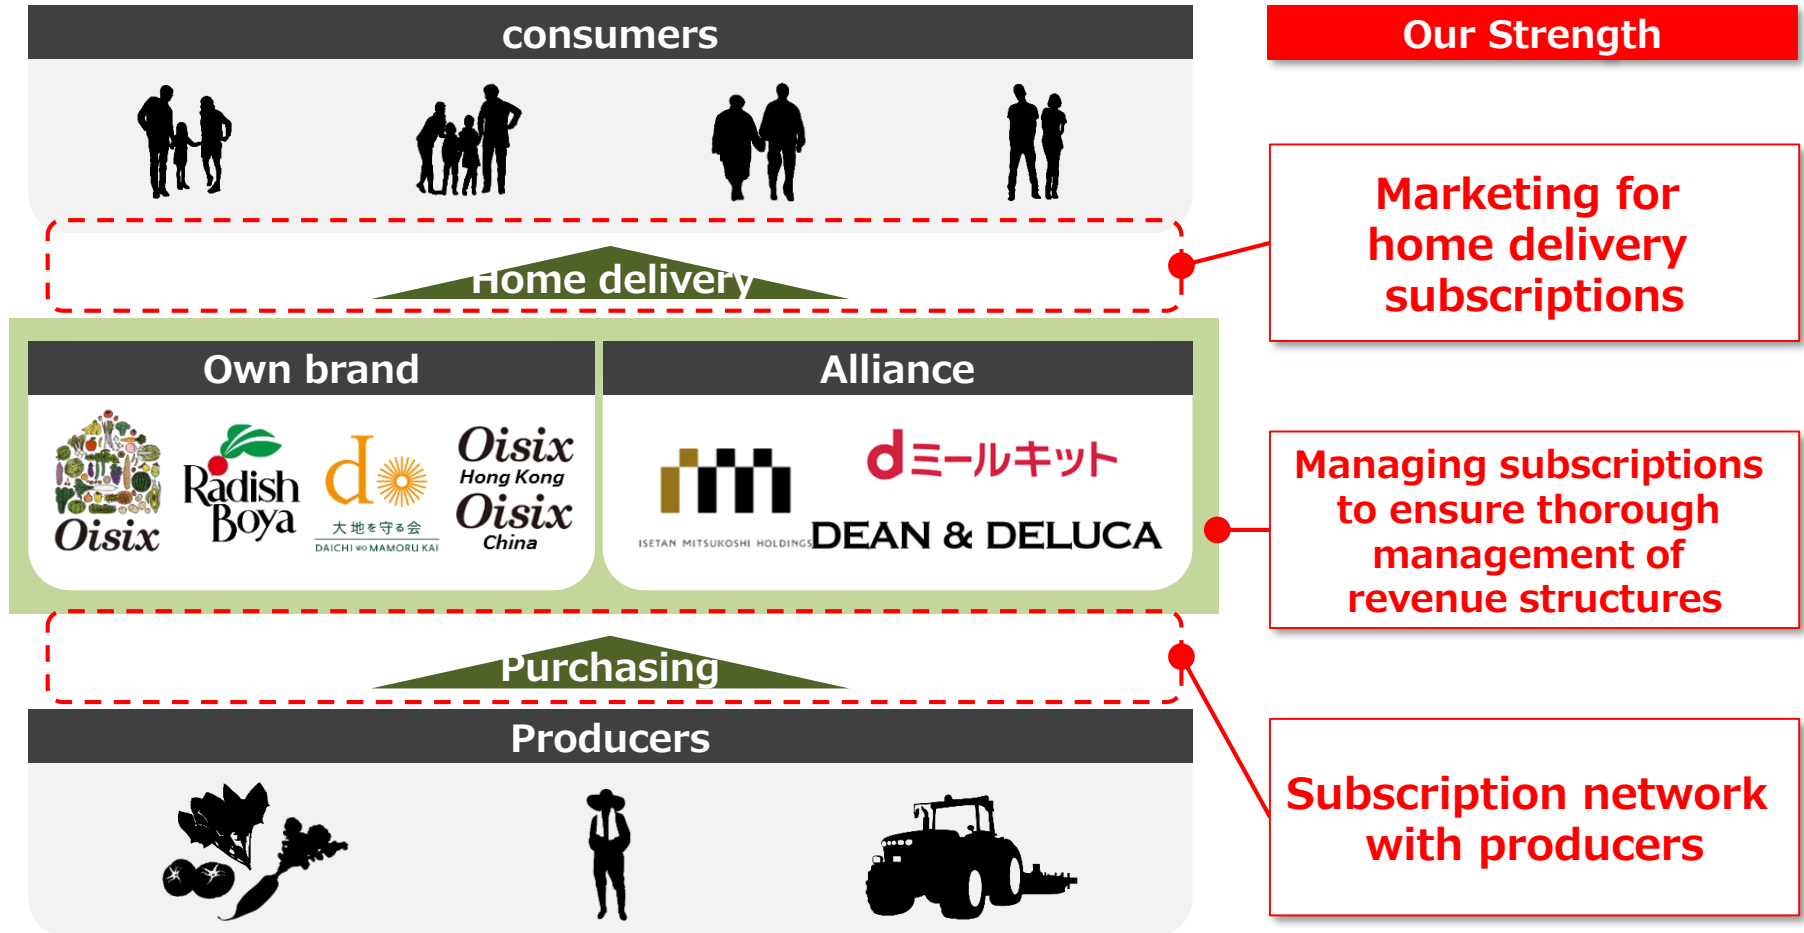 consumers
Our Strength
Marketing for
home delivery
subscriptions
Home delivery
Own brand
Alliance
Oisix
Radish
Boya
d
大地を守る会
DAICHI WO MAMORU KAI
Oisix
Hong Kong
Oisix
China
ISETAN MITSUKOSHI HOLDINGS
dミールキット
DEAN & DELUCA
Managing subscriptions
to ensure thorough
management of
revenue structures
Purchasing
Producers
Subscription network
with producers